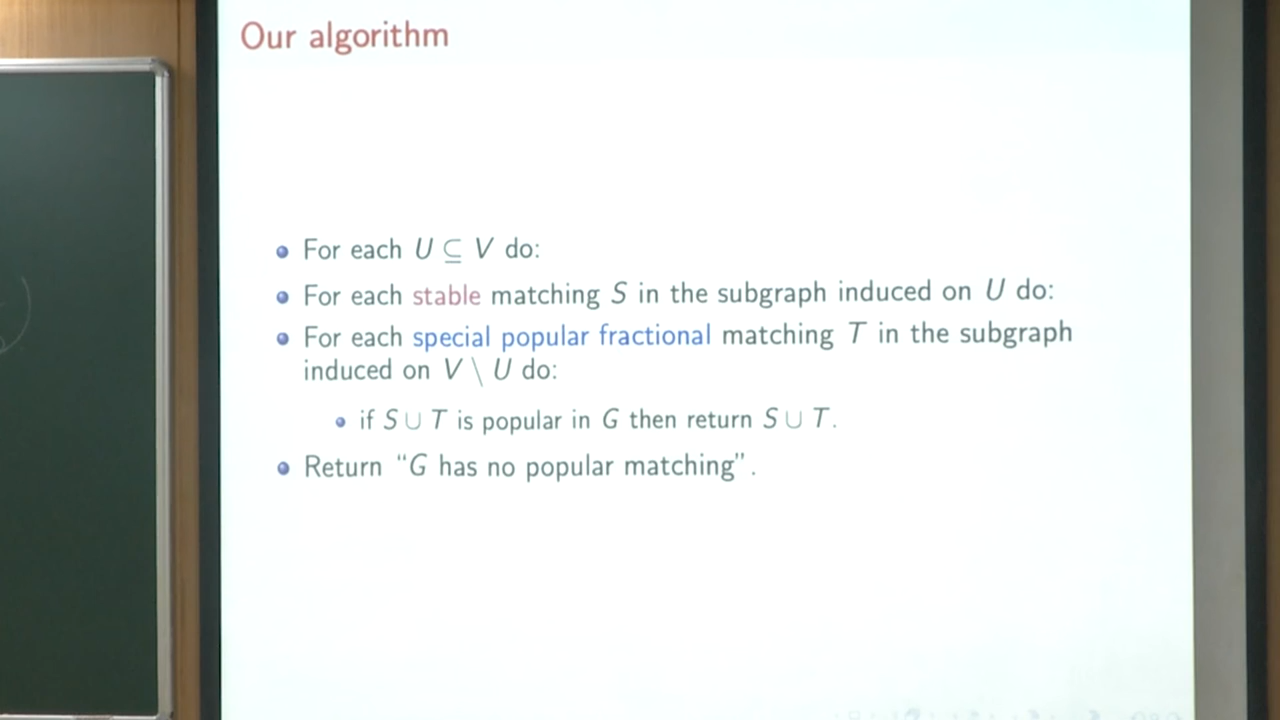 Our algorithm
For each U ⊆ V do:
For each stable matching S in the subgraph induced on U do:
For each special popular fractional matching T in the subgraph
induced on V \ U do:
if S ∪ T is popular in G then return S ∪ T.
Return “G has no popular matching”.